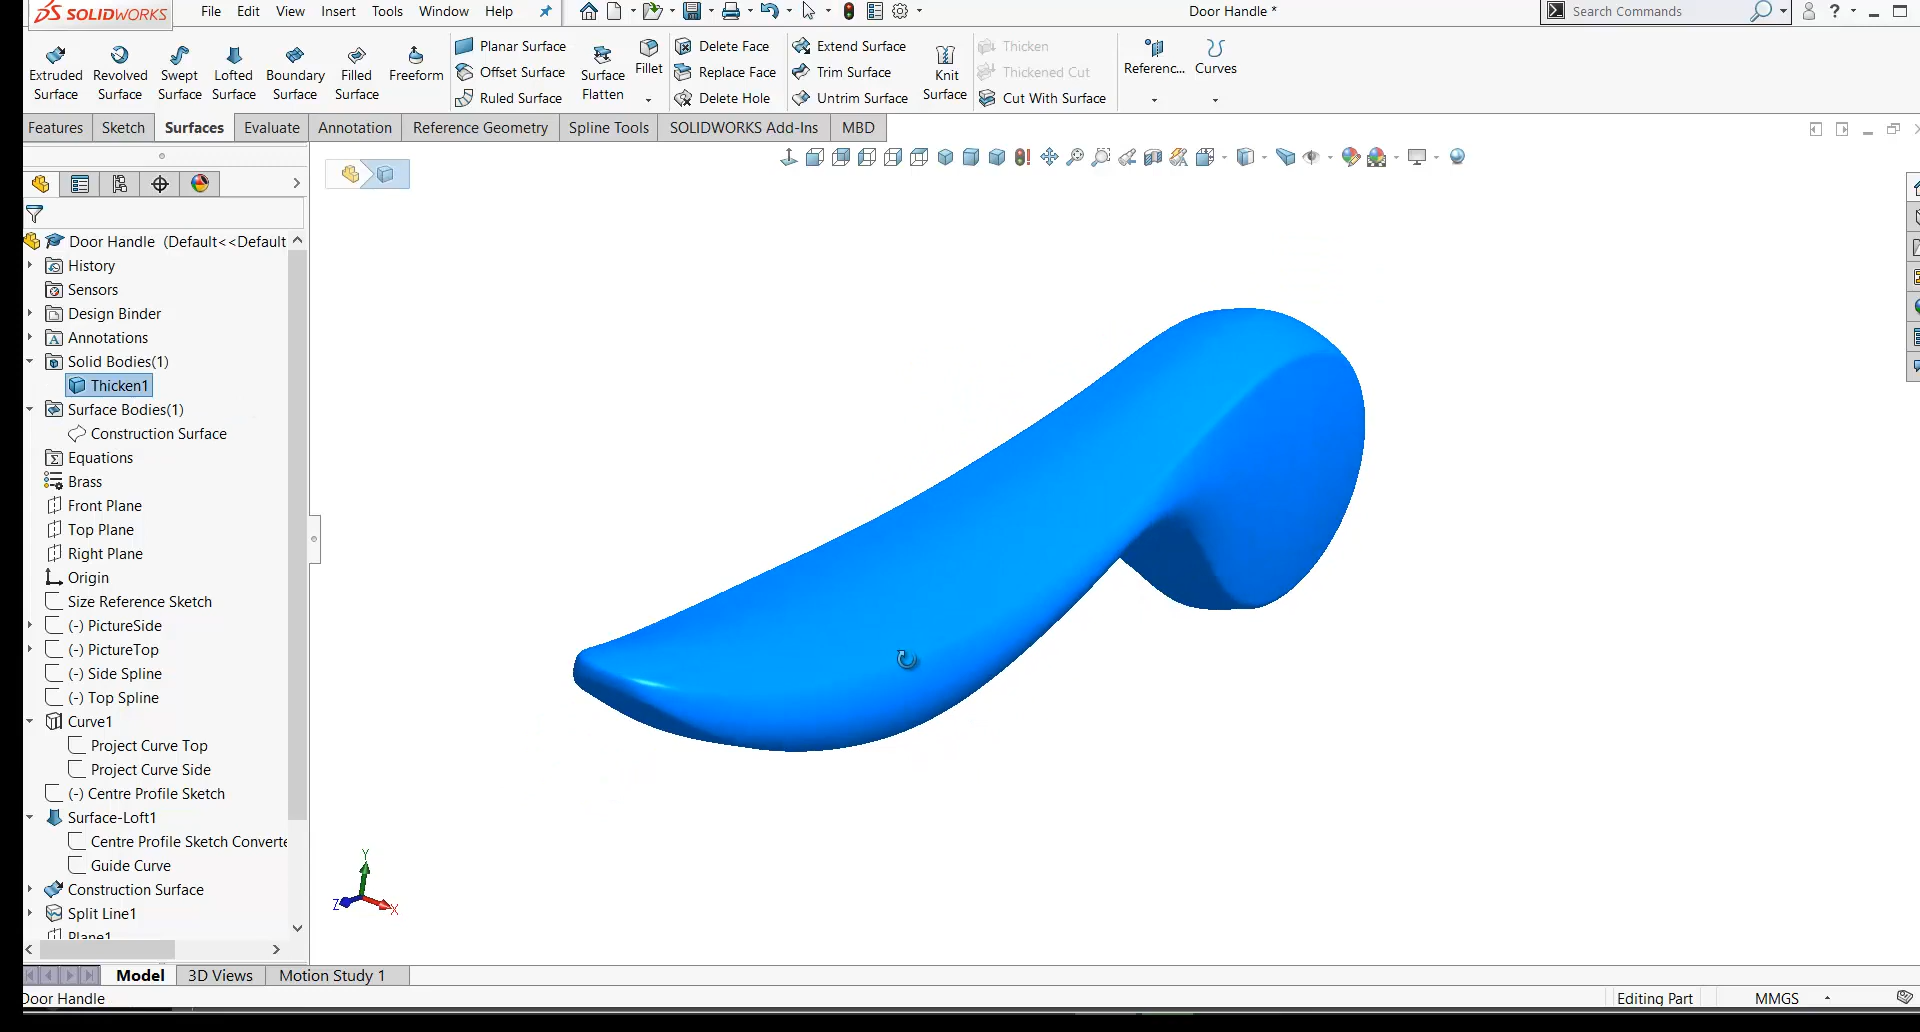 SOLIDWORKS
File Edit View Insert Tools Window Help
Door Handle *
Search Commands
?
Extruded Surface
Revolved Surface
Swept Surface
Lofted Surface
Boundary Surface
Filled Surface
Freeform
Planar Surface
Offset Surface
Ruled Surface
Surface Flatten
Fillet
Delete Face
Replace Face
Delete Hole
Extend Surface
Trim Surface
Untrim Surface
Knit Surface
Thicken
Thickened Cut
Cut With Surface
Referenc...
Curves
Features Sketch Surfaces Evaluate Annotation Reference Geometry Spline Tools SOLIDWORKS Add-Ins MBD
Door Handle (Default<<Default
History
Sensors
Design Binder
Annotations
Solid Bodies(1)
Thicken1
Surface Bodies(1)
Construction Surface
Equations
Brass
Front Plane
Top Plane
Right Plane
Origin
Size Reference Sketch
(-) PictureSide
(-) PictureTop
(-) Side Spline
(-) Top Spline
Curve1
Project Curve Top
Project Curve Side
(-) Centre Profile Sketch
Surface-Loft1
Centre Profile Sketch Converte
Guide Curve
Construction Surface
Split Line1
Plane1
Y
Z
X
Model 3D Views Motion Study 1
Door Handle
Editing Part
MMGS